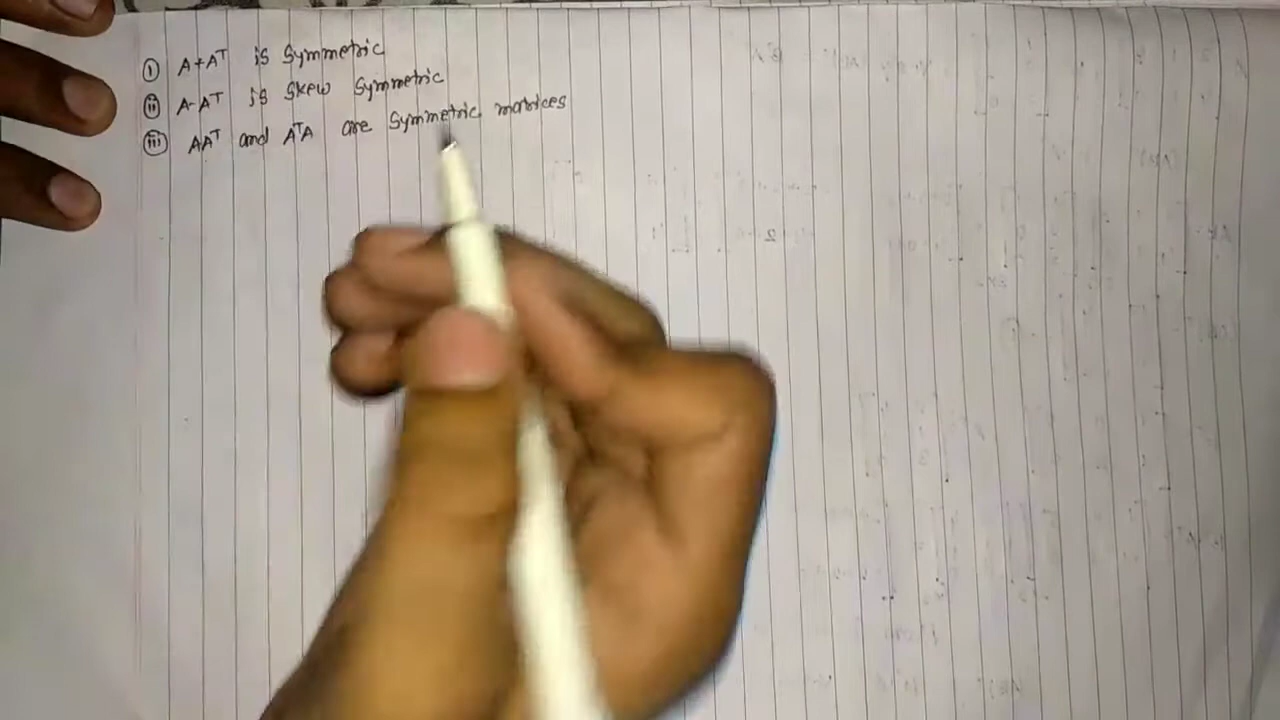 (i) A+Aᵀ is Symmetric
(ii) A-Aᵀ is Skew Symmetric
(iii) AAᵀ and AᵀA are Symmetric matrices